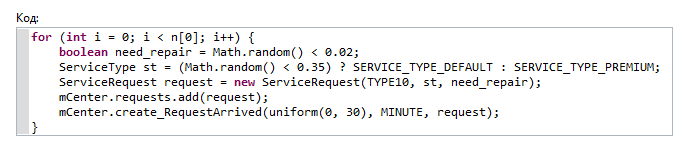 Код:
for (int i = 0; i < n[0]; i++) {
    boolean need_repair = Math.random() < 0.02;
    ServiceType st = (Math.random() < 0.35) ? SERVICE_TYPE_DEFAULT : SERVICE_TYPE_PREMIUM;
    ServiceRequest request = new ServiceRequest(TYPE10, st, need_repair);
    mCenter.requests.add(request);
    mCenter.create_RequestArrived(uniform(0, 30), MINUTE, request);
}